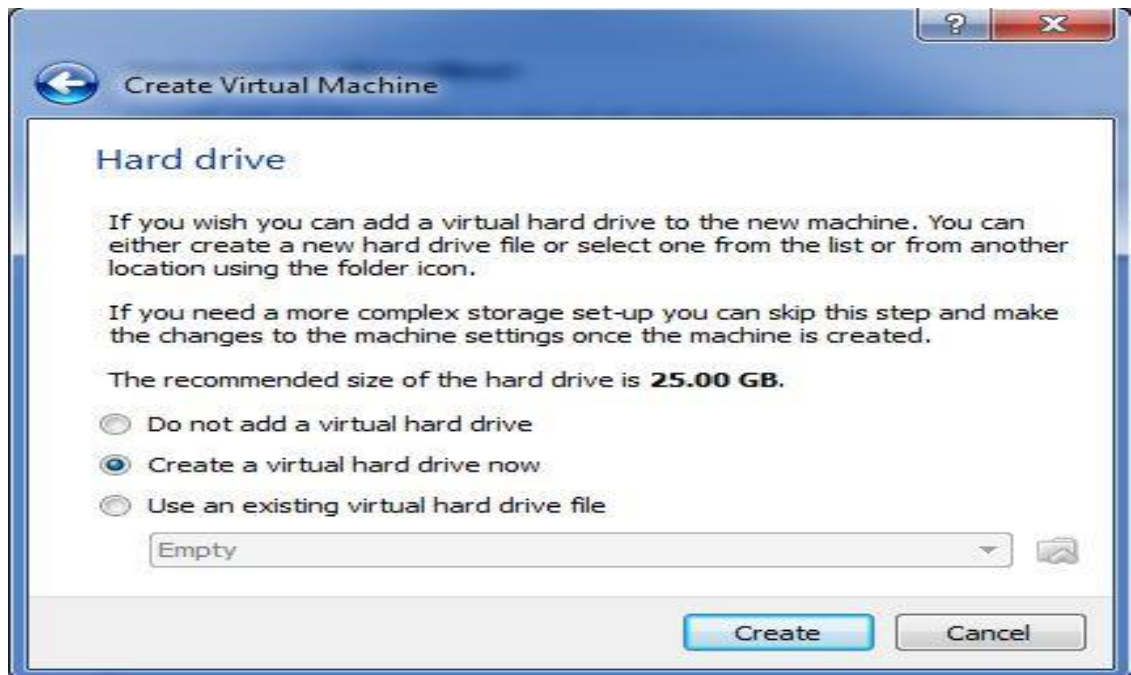 ?
X
Create Virtual Machine
Hard drive
If you wish you can add a virtual hard drive to the new machine. You can
either create a new hard drive file or select one from the list or from another
location using the folder icon.
If you need a more complex storage set-up you can skip this step and make
the changes to the machine settings once the machine is created.
The recommended size of the hard drive is 25.00 GB.
Do not add a virtual hard drive
Create a virtual hard drive now
Use an existing virtual hard drive file
Empty
Create Cancel